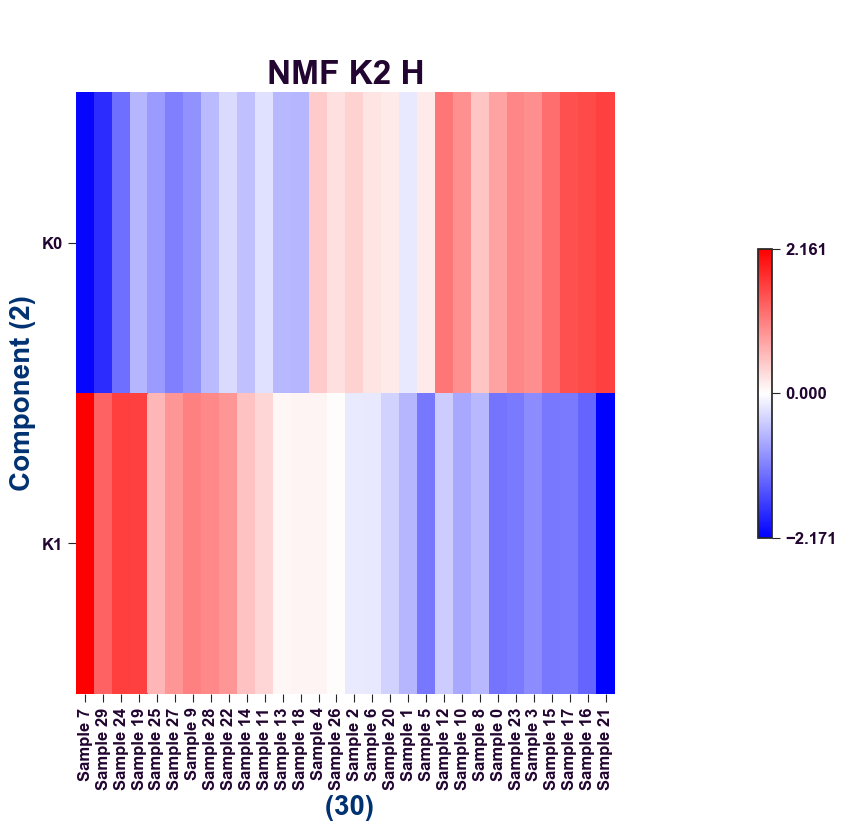 NMF K2 H
Component (2)
K0
K1
2.161
0.000
−2.171
Sample 7
Sample 29
Sample 24
Sample 19
Sample 25
Sample 27
Sample 9
Sample 28
Sample 22
Sample 14
Sample 11
Sample 13
Sample 18
Sample 4
Sample 26
Sample 2
Sample 6
Sample 20
Sample 1
Sample 5
Sample 12
Sample 10
Sample 8
Sample 0
Sample 23
Sample 3
Sample 15
Sample 17
Sample 16
Sample 21
(30)